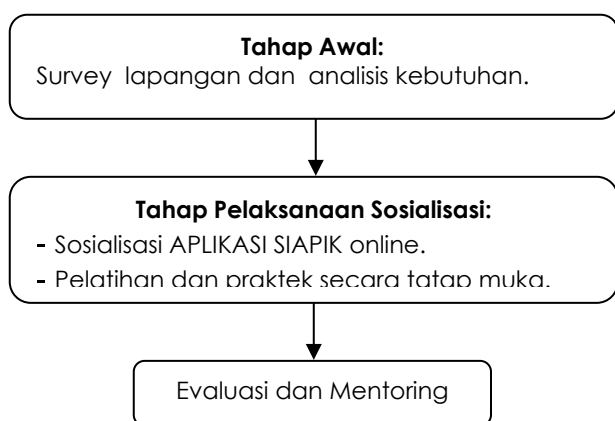 Tahap Awal:
Survey lapangan dan analisis kebutuhan.
Tahap Pelaksanaan Sosialisasi:
- Sosialisasi APLIKASI SIAPIK online.
- Pelatihan dan praktek secara tatap muka.
Evaluasi dan Mentoring